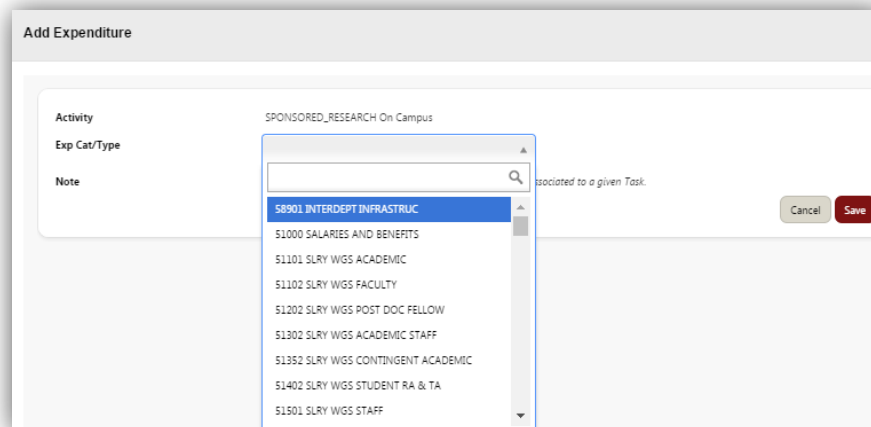 Add Expenditure
Activity SPONSORED_RESEARCH On Campus
Exp Cat/Type
Note ssociated to a given Task.
58901 INTERDEPT INFRASTRUC
51000 SALARIES AND BENEFITS
Cancel Save
51101 SLRY WGS ACADEMIC
51102 SLRY WGS FACULTY
51202 SLRY WGS POST DOC FELLOW
51302 SLRY WGS ACADEMIC STAFF
51352 SLRY WGS CONTINGENT ACADEMIC
51402 SLRY WGS STUDENT RA & TA
51501 SLRY WGS STAFF